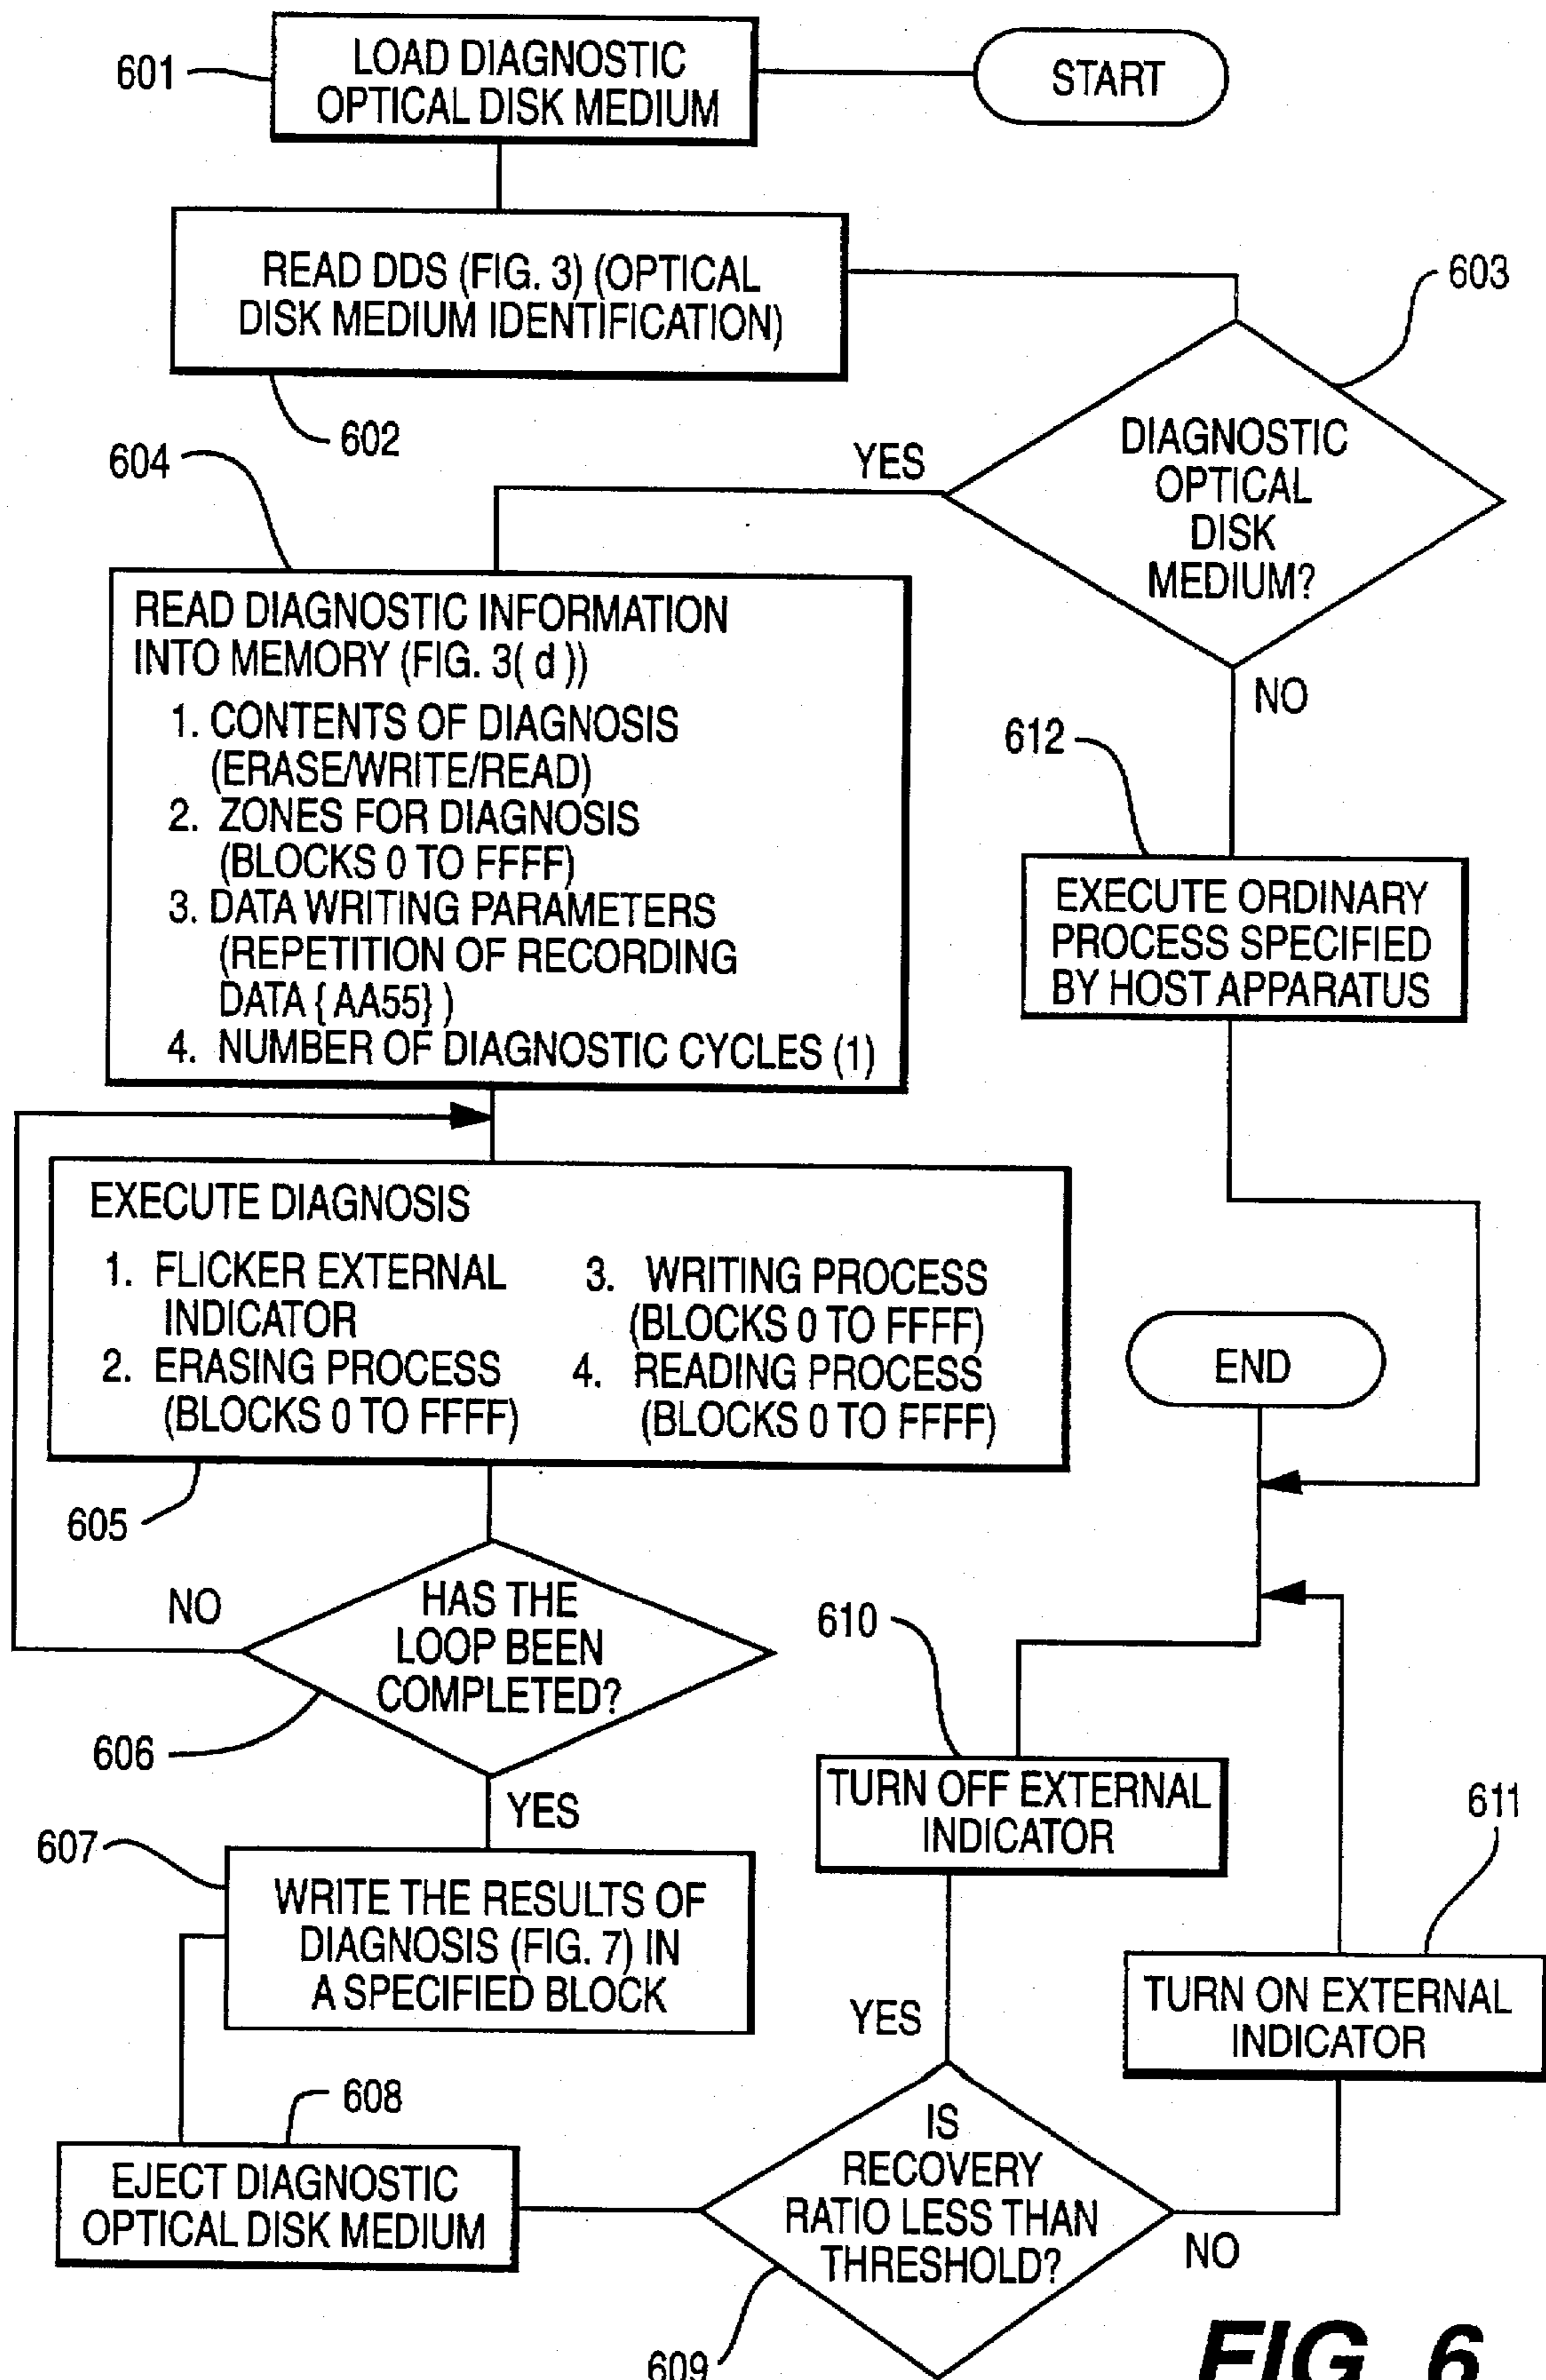 601
LOAD DIAGNOSTIC
OPTICAL DISK MEDIUM
START
READ DDS (FIG. 3) (OPTICAL
DISK MEDIUM IDENTIFICATION)
602
603
DIAGNOSTIC
OPTICAL
DISK
MEDIUM?
YES
NO
604
READ DIAGNOSTIC INFORMATION
INTO MEMORY (FIG. 3( d ))
1. CONTENTS OF DIAGNOSIS
(ERASE/WRITE/READ)
2. ZONES FOR DIAGNOSIS
(BLOCKS 0 TO FFFF)
3. DATA WRITING PARAMETERS
(REPETITION OF RECORDING
DATA { AA55} )
4. NUMBER OF DIAGNOSTIC CYCLES (1)
612
EXECUTE ORDINARY
PROCESS SPECIFIED
BY HOST APPARATUS
EXECUTE DIAGNOSIS
1. FLICKER EXTERNAL
INDICATOR
2. ERASING PROCESS
(BLOCKS 0 TO FFFF)
3. WRITING PROCESS
(BLOCKS 0 TO FFFF)
4. READING PROCESS
(BLOCKS 0 TO FFFF)
605
END
HAS THE
LOOP BEEN
COMPLETED?
NO
606
YES
607
WRITE THE RESULTS OF
DIAGNOSIS (FIG. 7) IN
A SPECIFIED BLOCK
608
EJECT DIAGNOSTIC
OPTICAL DISK MEDIUM
610
TURN OFF EXTERNAL
INDICATOR
611
TURN ON EXTERNAL
INDICATOR
YES
IS
RECOVERY
RATIO LESS THAN
THRESHOLD?
NO
609
FIG. 6